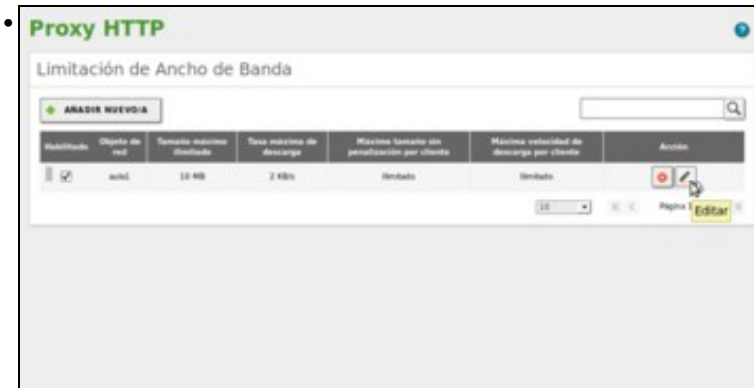 Proxy HTTP
Limitación de Ancho de Banda
AÑADIR NUEVO/A
Habilitado Objeto de red Tamaño máximo ilimitado Tasa máxima de descarga Máximo tamaño sin penalización por cliente Máxima velocidad de descarga por cliente Acción
aula1 10 MB 2 KB/s Ilimitado Ilimitado
10 Página
Editar